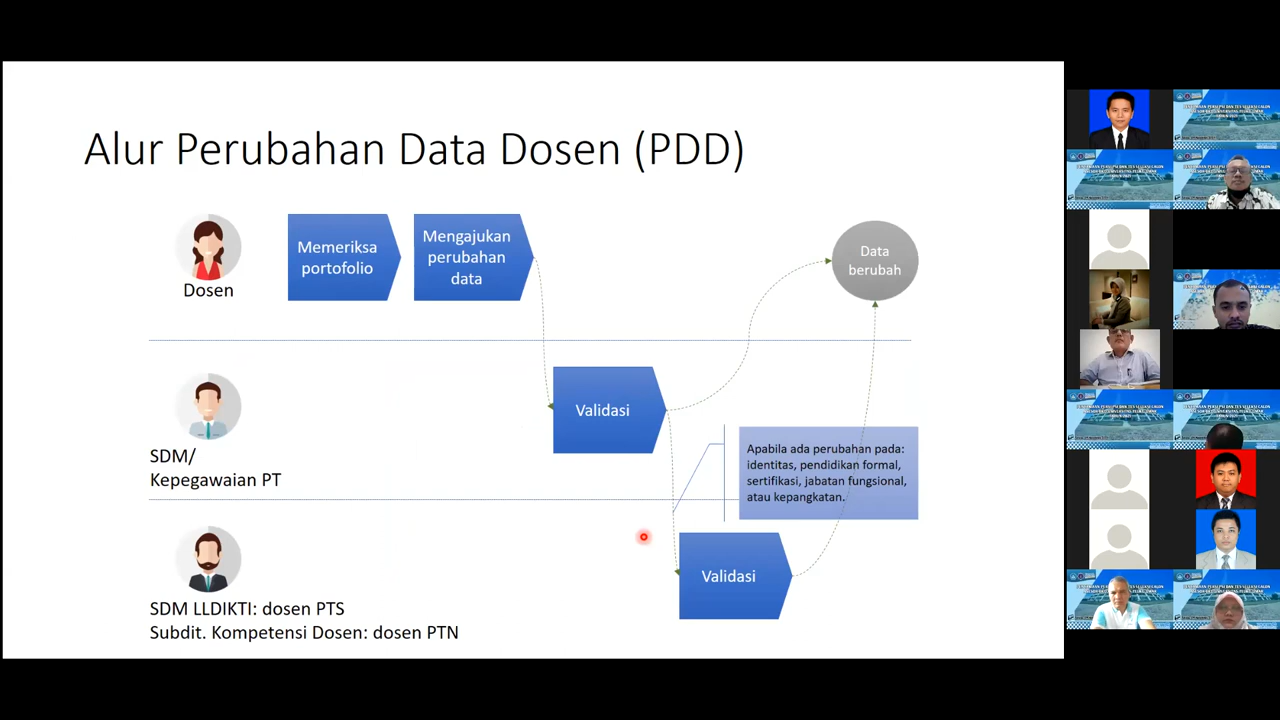 Alur Perubahan Data Dosen (PDD)
Dosen
Memeriksa
portofolio
Mengajukan
perubahan
data
Data
berubah
SDM/
Kepegawaian PT
Validasi
Apabila ada perubahan pada:
identitas, pendidikan formal,
sertifikasi, jabatan fungsional,
atau kepangkatan.
SDM LLDIKTI: dosen PTS
Subdit. Kompetensi Dosen: dosen PTN
Validasi